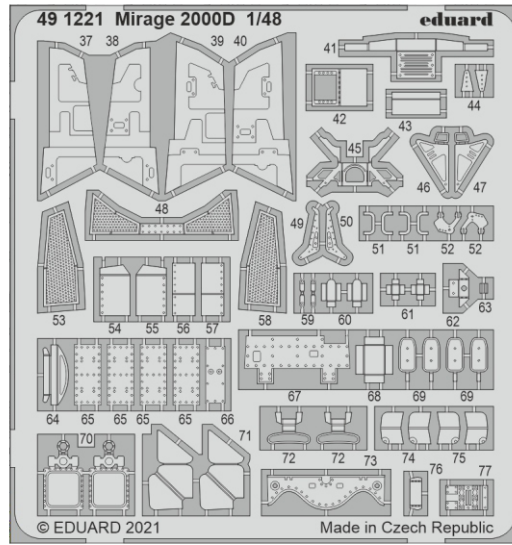 49 1221 Mirage 2000D 1/48 eduard
37 38 39 40 41
42 43 44
45 46 47
48 49 50
51 51 52 52
53 54 55 56 57 58
59 60 61 62 63
64 65 65 65 65 66
67 68 69 69
70 71 72 72 73
74 75 76 77
© EDUARD 2021 Made in Czech Republic